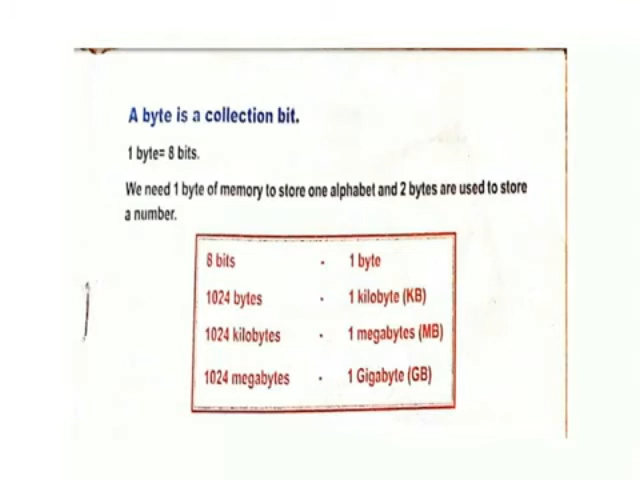 A byte is a collection bit.
1 byte= 8 bits.
We need 1 byte of memory to store one alphabet and 2 bytes are used to store
a number.
8 bits - 1 byte
1024 bytes - 1 kilobyte (KB)
1024 kilobytes - 1 megabytes (MB)
1024 megabytes - 1 Gigabyte (GB)